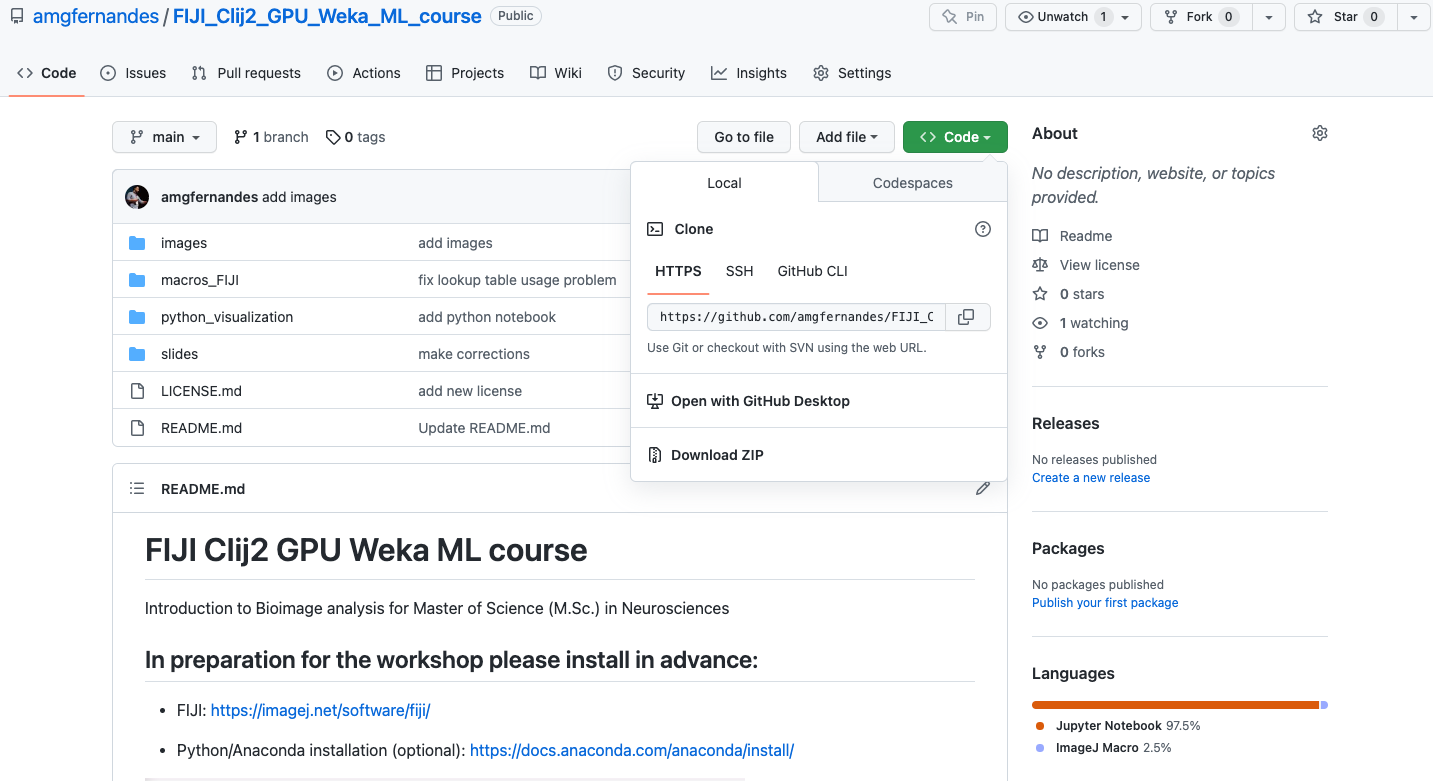 amgfernandes / FIJI_Clij2_GPU_Weka_ML_course Public
Pin Unwatch 1 Fork 0 Star 0
Code Issues Pull requests Actions Projects Wiki Security Insights Settings
main 1 branch 0 tags Go to file Add file Code
amgfernandes add images
images add images
macros_FIJI fix lookup table usage problem
python_visualization add python notebook
slides make corrections
LICENSE.md add new license
README.md Update README.md
Local Codespaces
Clone
HTTPS SSH GitHub CLI
https://github.com/amgfernandes/FIJI_C
Use Git or checkout with SVN using the web URL.
Open with GitHub Desktop
Download ZIP
README.md
FIJI Clij2 GPU Weka ML course
Introduction to Bioimage analysis for Master of Science (M.Sc.) in Neurosciences
In preparation for the workshop please install in advance:
• FIJI: https://imagej.net/software/fiji/
• Python/Anaconda installation (optional): https://docs.anaconda.com/anaconda/install/
About
No description, website, or topics
provided.
Readme
View license
0 stars
1 watching
0 forks
Releases
No releases published
Create a new release
Packages
No packages published
Publish your first package
Languages
Jupyter Notebook 97.5%
ImageJ Macro 2.5%